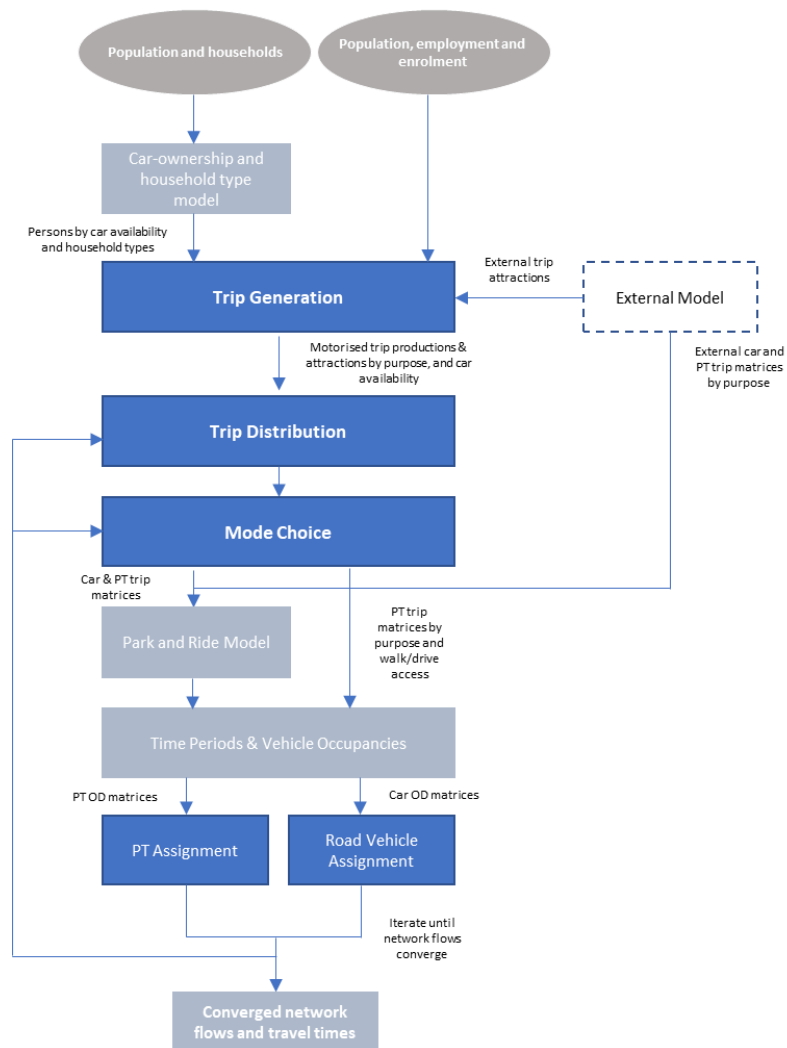 Population and households
Population, employment and
enrolment
Car-ownership and
household type
model
Persons by car availability
and household types
External trip
attractions
Trip Generation
External Model
Motorised trip productions &
attractions by purpose, and car
availability
External car and
PT trip matrices
by purpose
Trip Distribution
Mode Choice
Car & PT trip
matrices
PT trip
matrices by
purpose and
walk/drive
access
Park and Ride Model
Time Periods & Vehicle Occupancies
PT OD matrices
Car OD matrices
PT Assignment
Road Vehicle
Assignment
Iterate until
network flows
converge
Converged network
flows and travel times